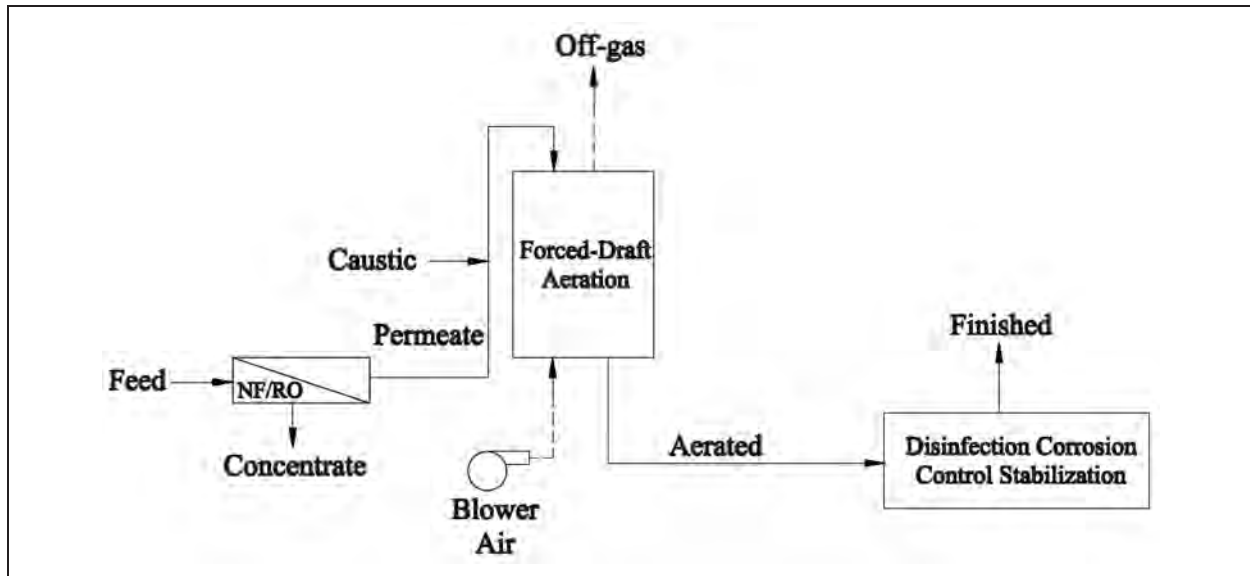 Off-gas
Forced-Draft
Aeration
Caustic
Permeate
Finished
Feed
NF/RO
Concentrate
Aerated
Disinfection Corrosion
Control Stabilization
Blower
Air